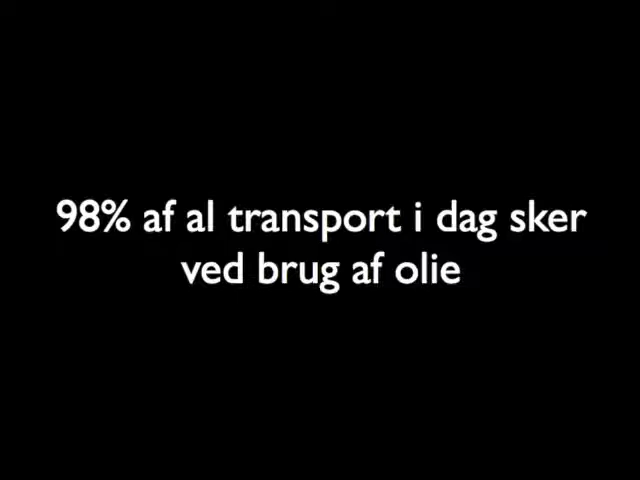 98% af al transport i dag sker
ved brug af olie